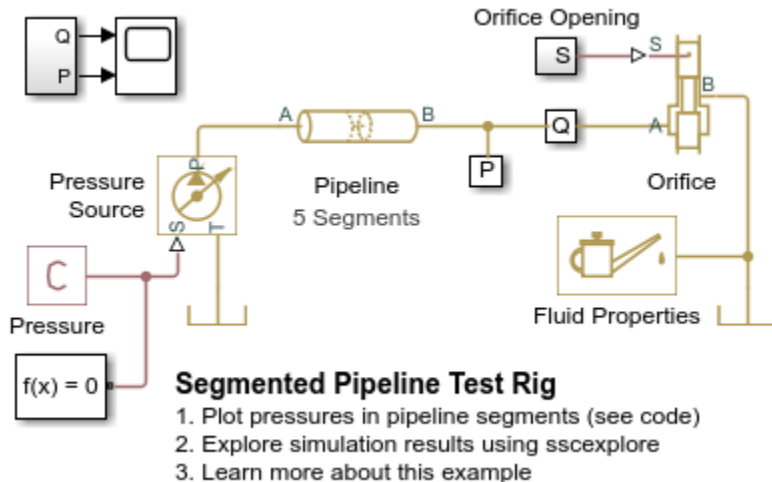 Orifice Opening
Q
P
S
S
B
A
B
A
Q
P
P
Pressure
Source
S
T
Pipeline
5 Segments
Orifice
C
Pressure
Fluid Properties
f(x) = 0
Segmented Pipeline Test Rig
1. Plot pressures in pipeline segments (see code)
2. Explore simulation results using sscexplore
3. Learn more about this example